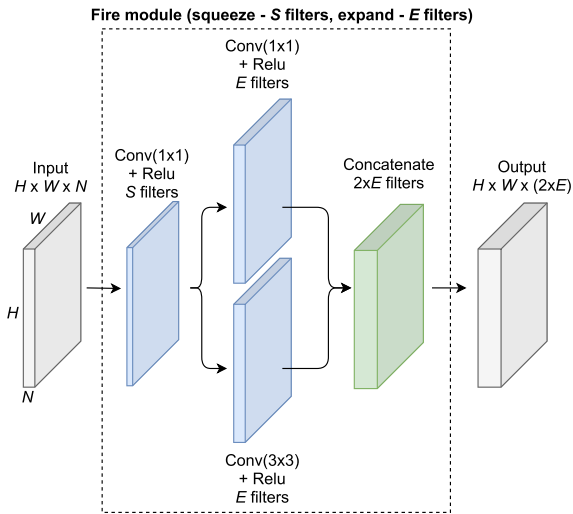 Fire module (squeeze - S filters, expand - E filters)
Conv(1x1)
+ Relu
E filters
Input
H x W x N
Conv(1x1)
+ Relu
S filters
Concatenate
2xE filters
Output
H x W x (2xE)
W
H
N
Conv(3x3)
+ Relu
E filters